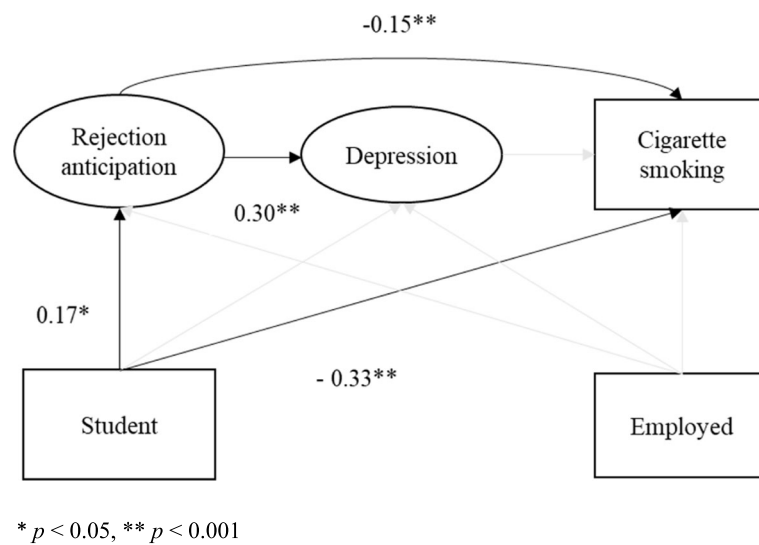 -0.15**
Rejection
anticipation
Depression
Cigarette
smoking
0.30**
0.17*
- 0.33**
Student
Employed
* p < 0.05, ** p < 0.001